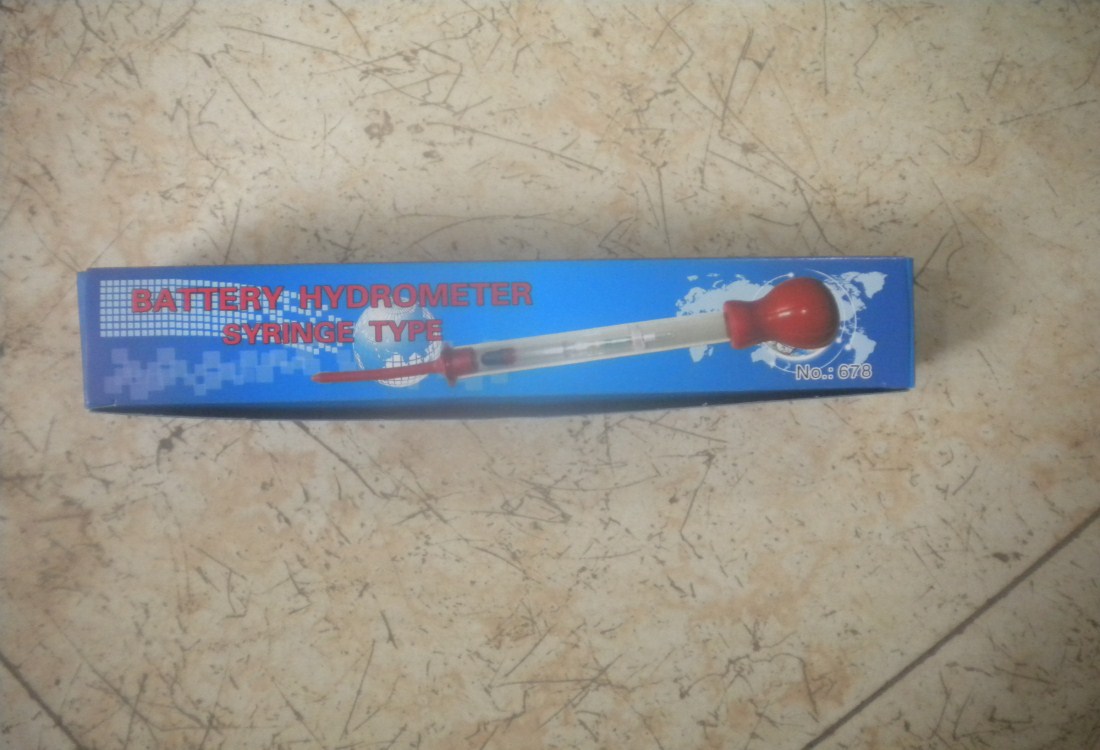 BATTERY HYDROMETER
SYRINGE TYPE
No.: 678